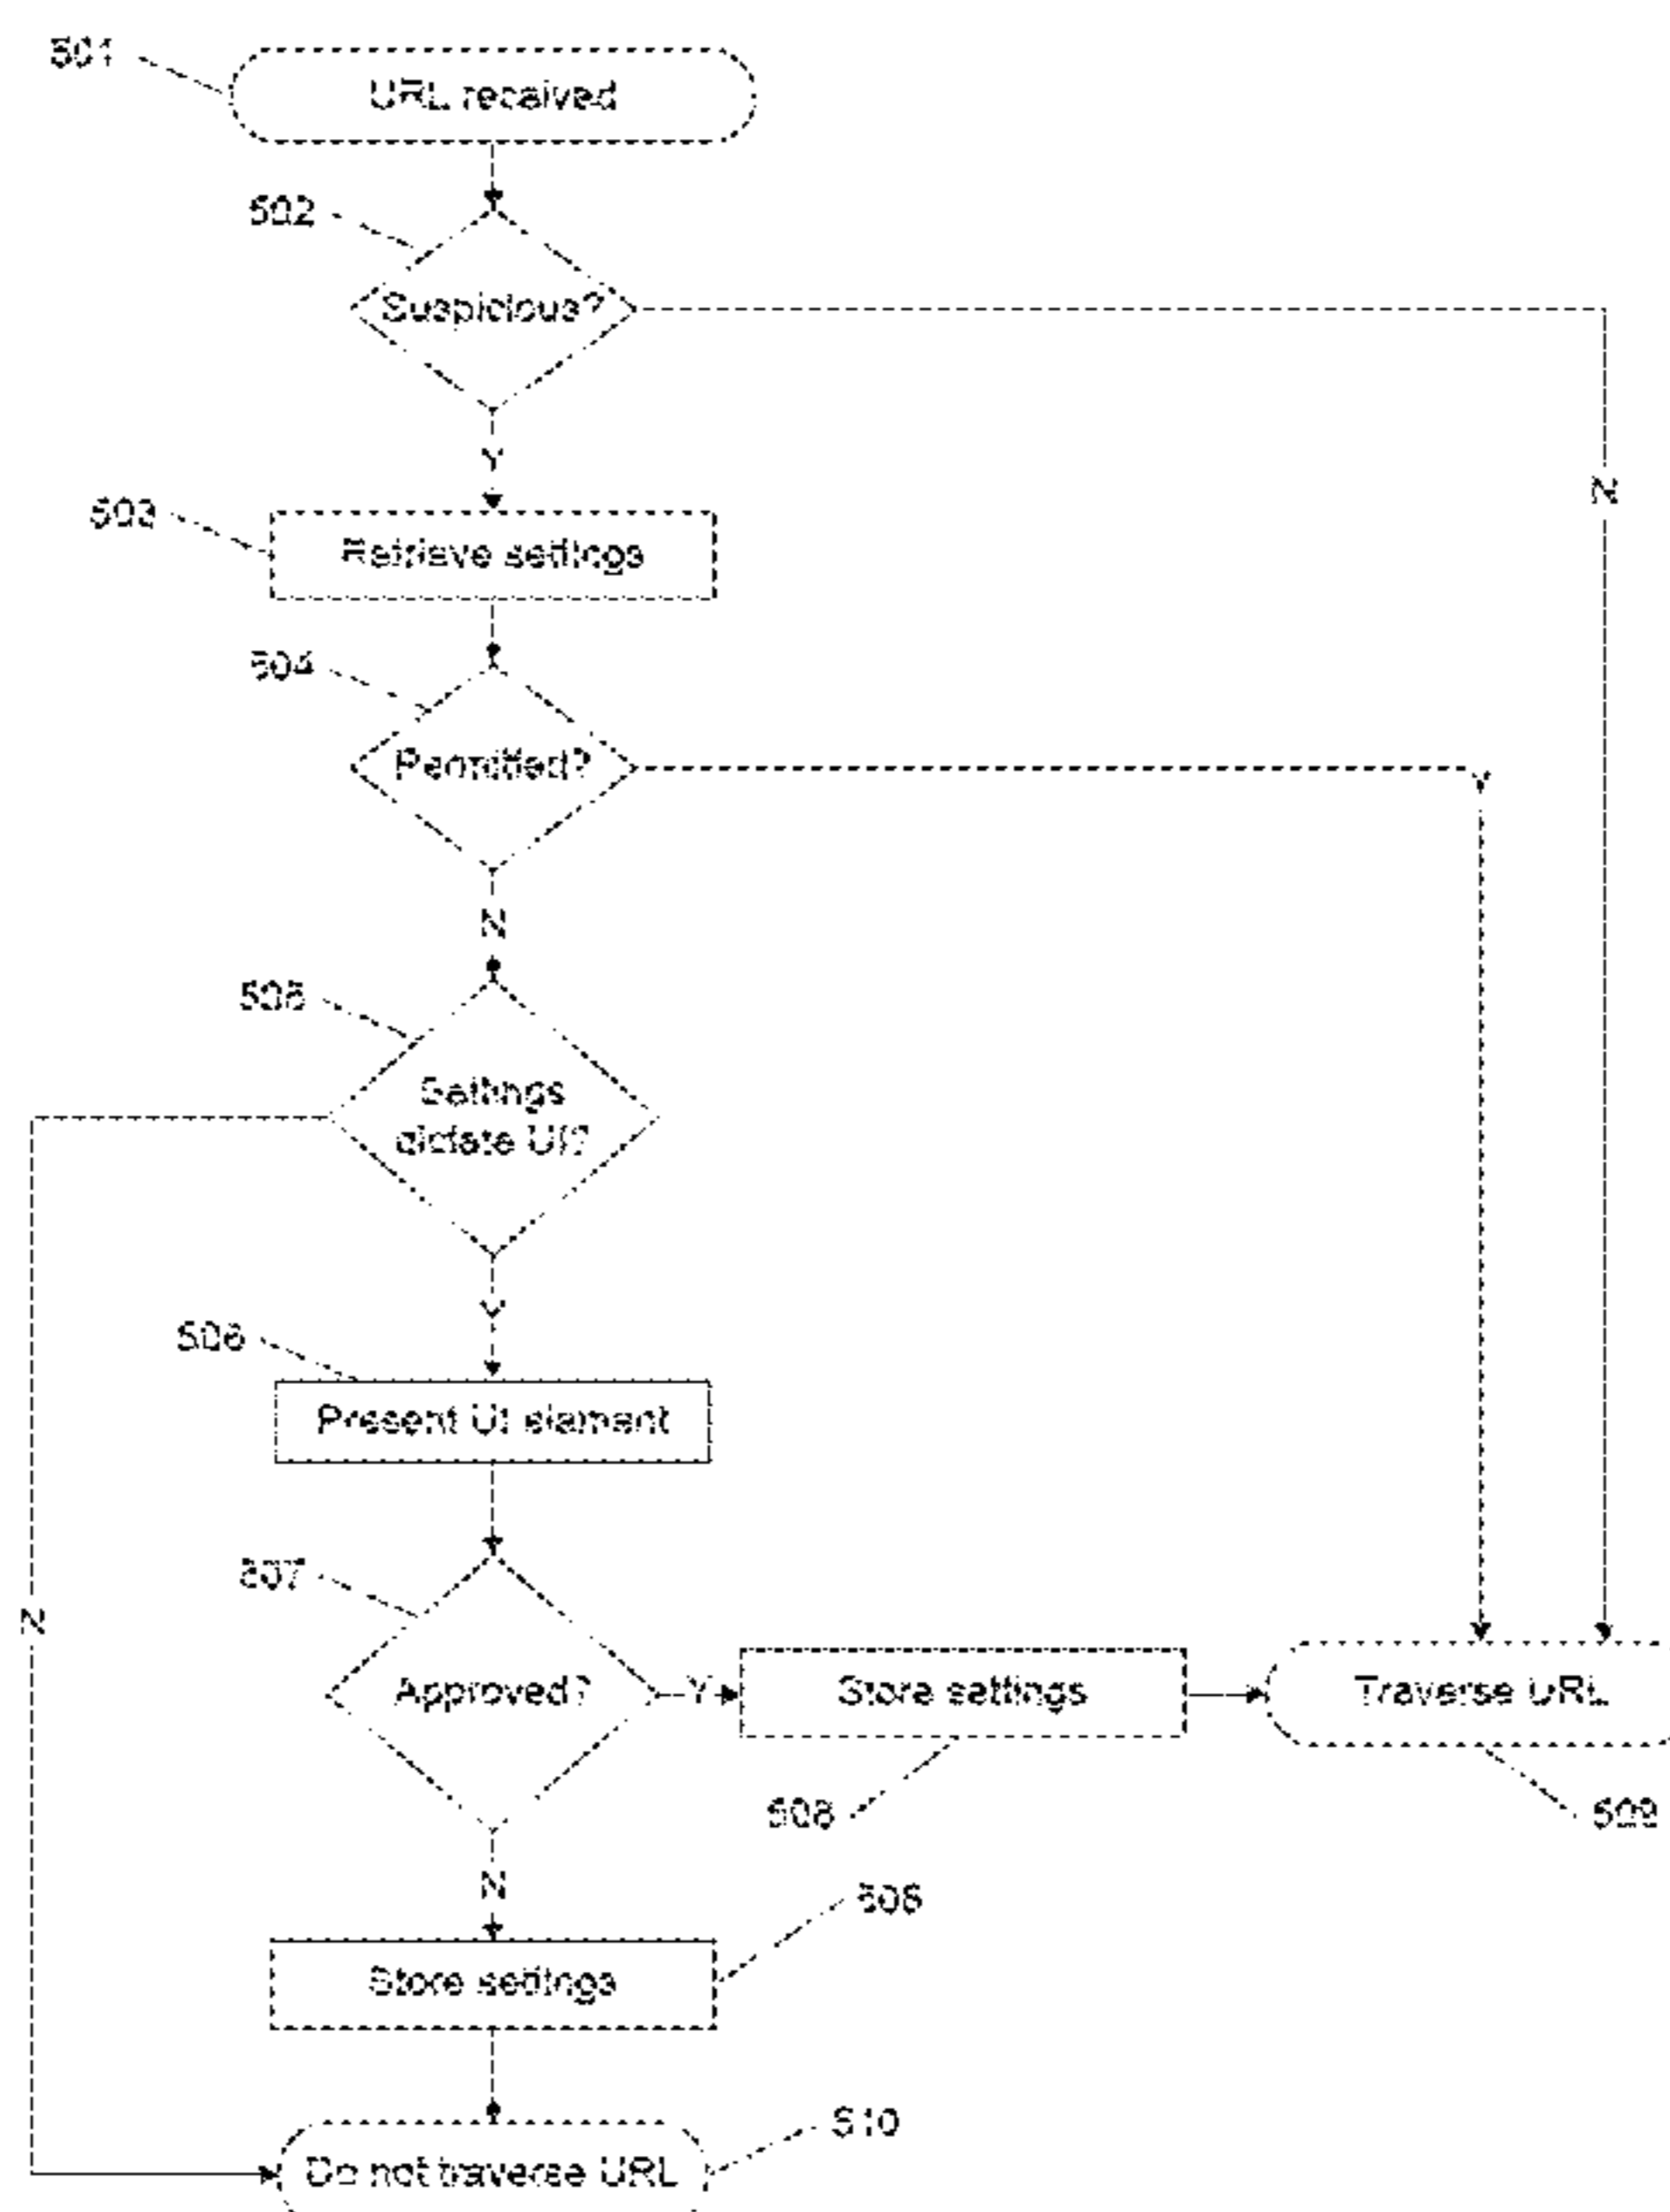 501
URL received
502
Suspicious?
Y
N
503
Retrieve settings
504
Permitted?
Y
N
505
Settings
dictate UI?
Y
506
Present UI element
507
N
Approved?
Y
Store settings
Traverse URL
508
509
N
508
Store settings
510
Do not traverse URL